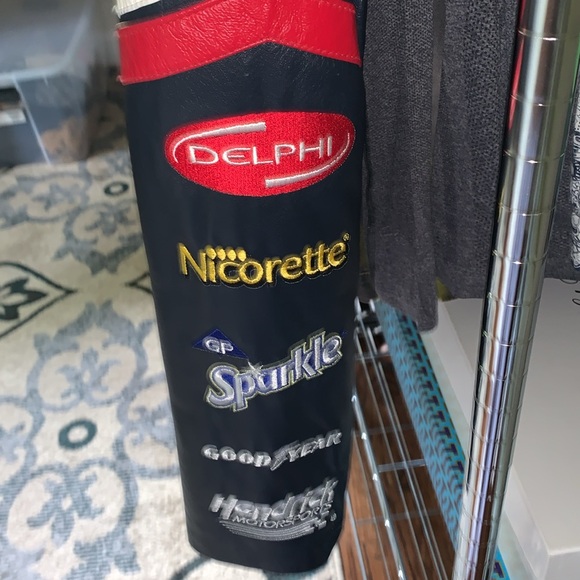 DELPHI
Nicorette®
GP
Sparkle
GOODYEAR
Hendrick
MOTORSPORTS